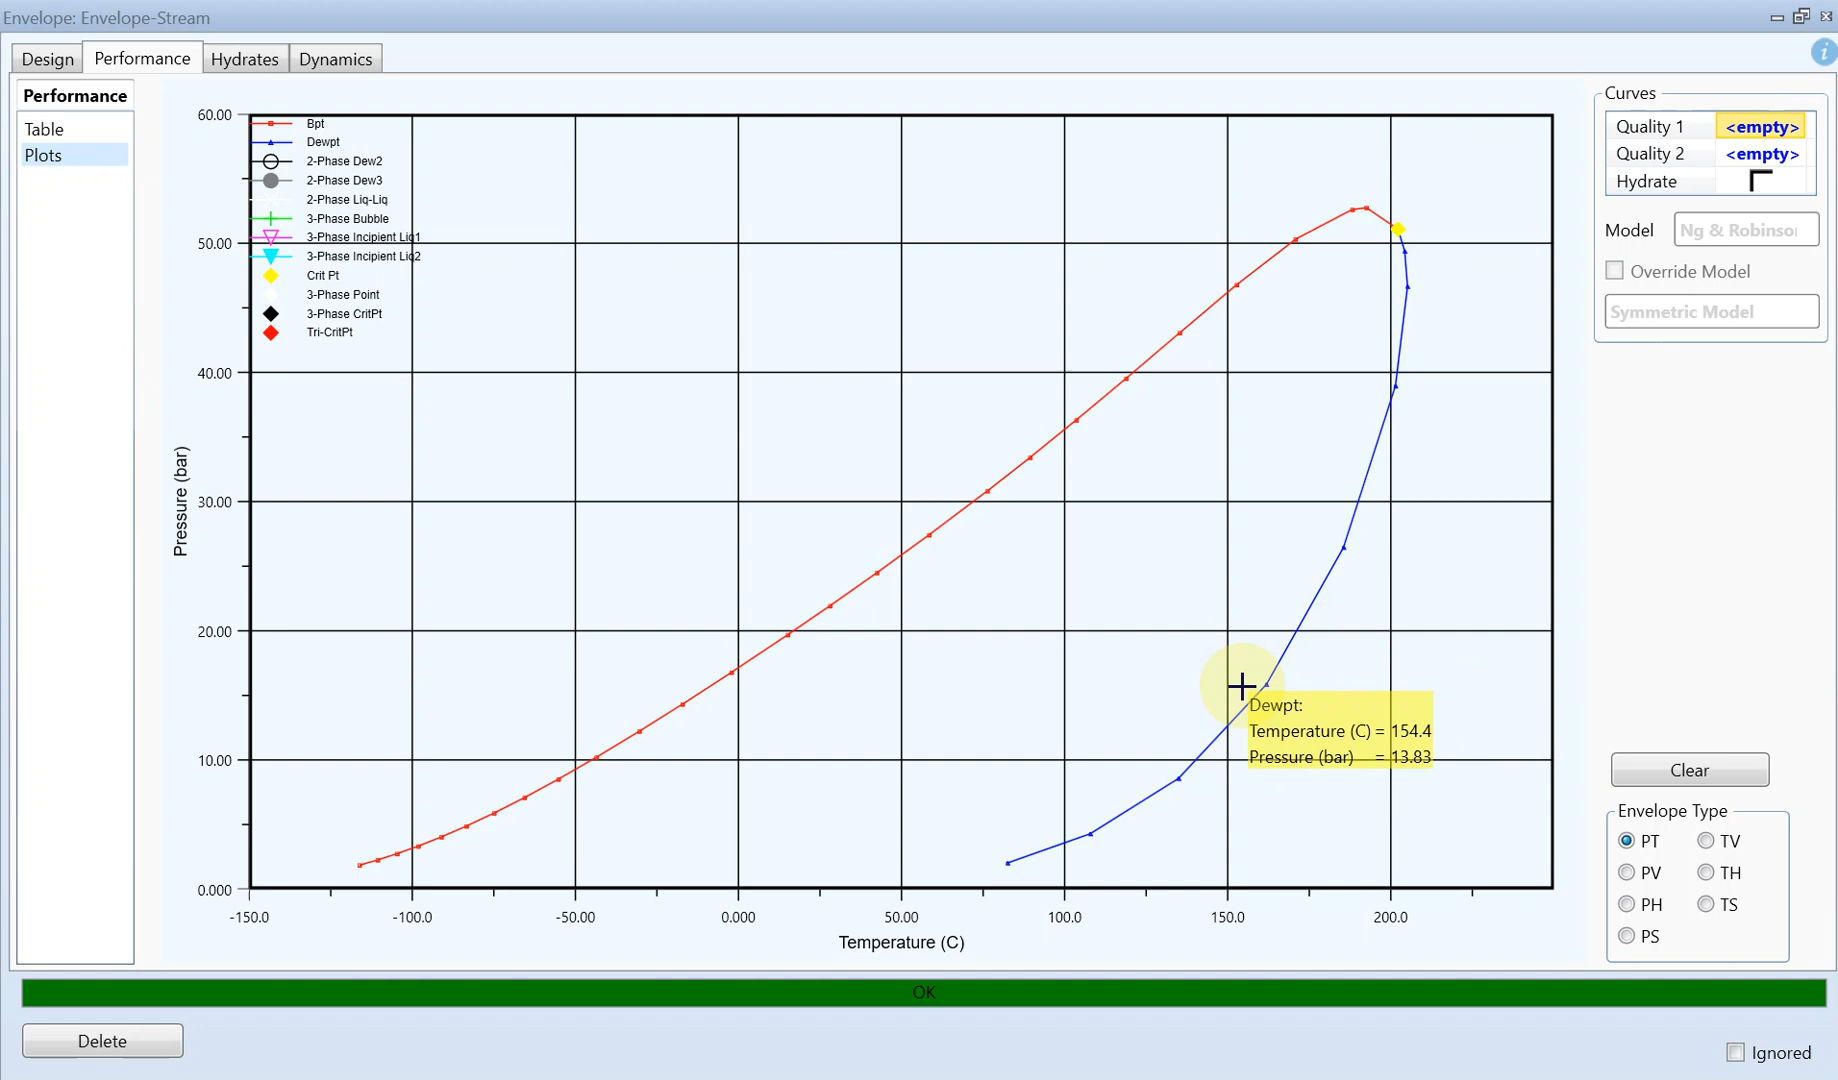 Envelope: Envelope-Stream
Design Performance Hydrates Dynamics
Performance
Table
Plots
60.00
50.00
40.00
30.00
20.00
10.00
0.000
Pressure (bar)
Bpt
Dewpt
2-Phase Dew2
2-Phase Dew3
2-Phase Liq-Liq
3-Phase Bubble
3-Phase Incipient Liq1
3-Phase Incipient Liq2
Crit Pt
3-Phase Point
3-Phase CritPt
Tri-CritPt
Dewpt:
Temperature (C) = 154.4
Pressure (bar) = 13.83
-150.0 -100.0 -50.00 0.000 50.00 100.0 150.0 200.0
Temperature (C)
Curves
Quality 1 <empty>
Quality 2 <empty>
Hydrate
Model Ng & Robinso
Override Model
Symmetric Model
Clear
Envelope Type
PT TV
PV TH
PH TS
PS
OK
Delete
Ignored